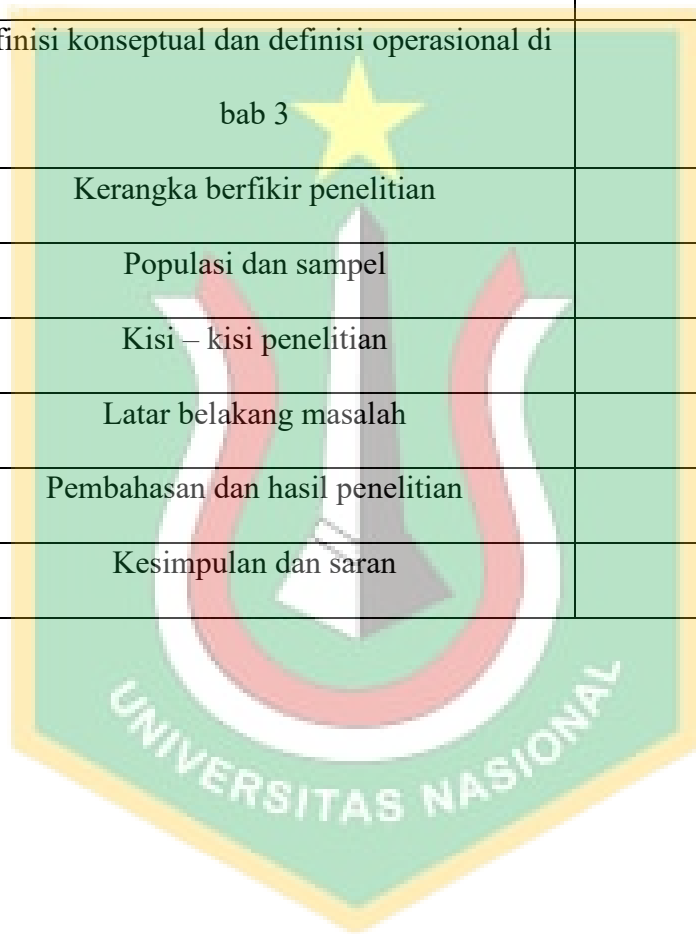 finisi konseptual dan definisi operasional di
bab 3
Kerangka berfikir penelitian
Populasi dan sampel
Kisi – kisi penelitian
Latar belakang masalah
Pembahasan dan hasil penelitian
Kesimpulan dan saran
UNIVERSITAS NASIONAL